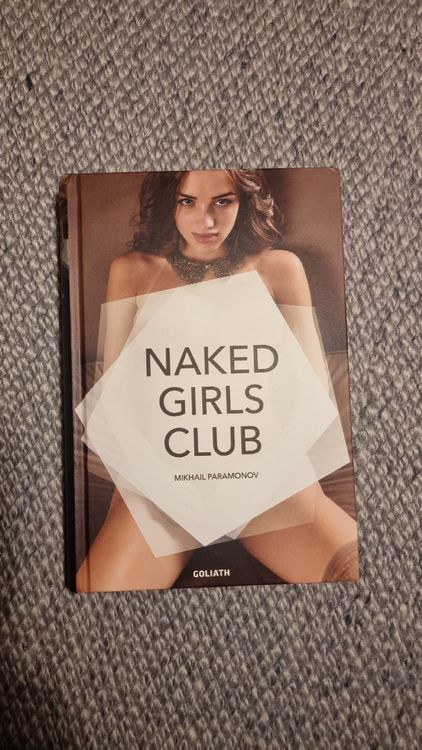 NAKED
GIRLS
CLUB
MIKHAIL PARAMONOV
GOLIATH